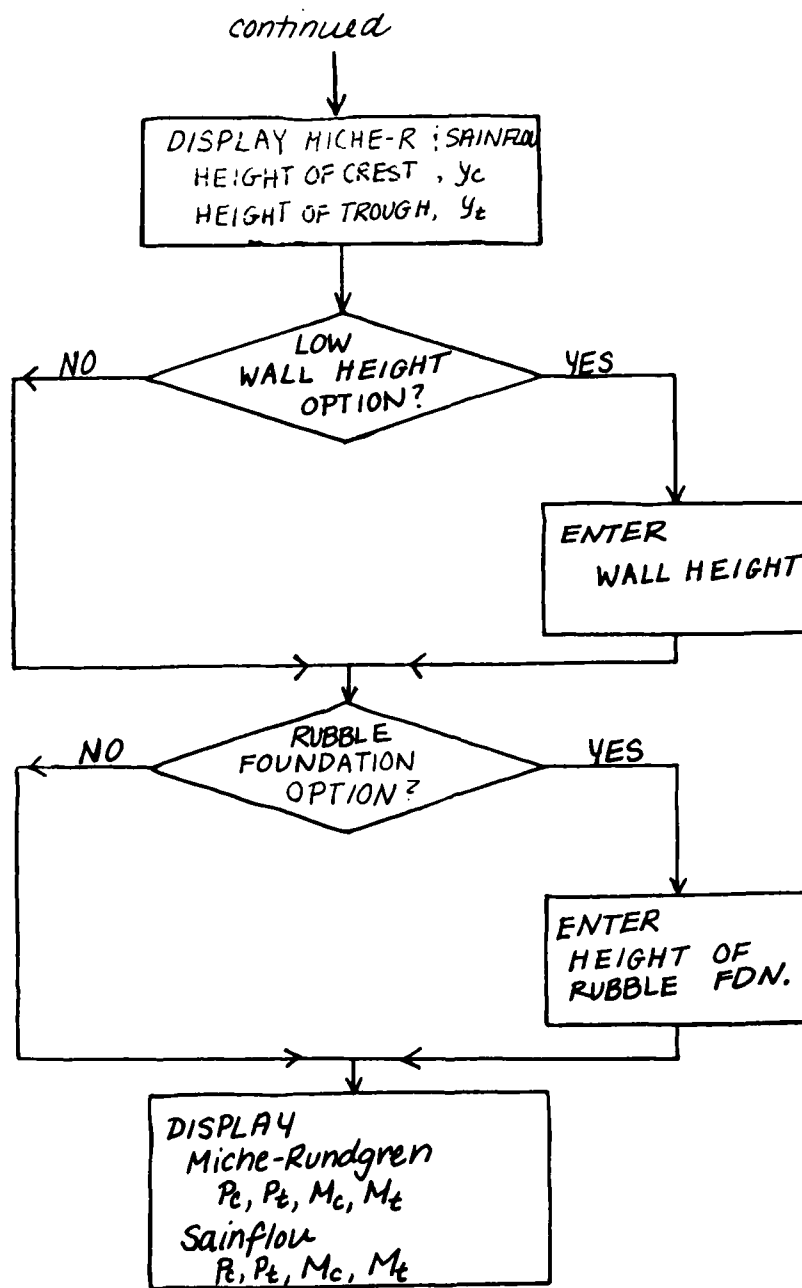 continued
DISPLAY MICHE-R ; SAINFLOU
HEIGHT OF CREST , yc
HEIGHT OF TROUGH, yt
LOW
WALL HEIGHT
OPTION?
NO
YES
ENTER
WALL HEIGHT
RUBBLE
FOUNDATION
OPTION?
NO
YES
ENTER
HEIGHT OF
RUBBLE FDN.
DISPLAY
Miche-Rundgren
Pc, Pt, Mc, Mt
Sainflou
Pc, Pt, Mc, Mt